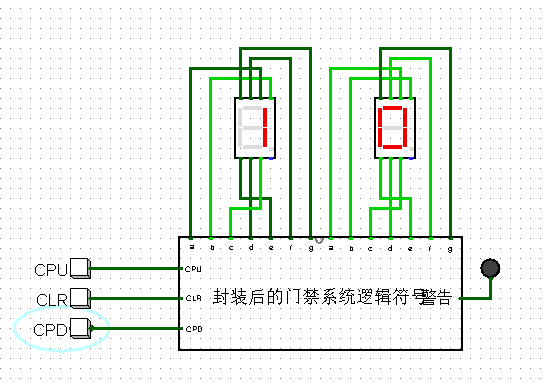 10
a b c d e f g a b c d e f g
CPU CPU
CLR CLR 封装后的门禁系统逻辑符号 警告
CPD CPD